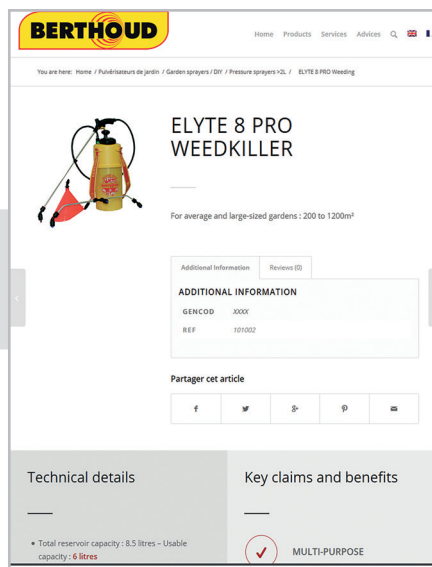 BERTHOUD
Home Products Services Advices
You are here: Home / Pulvérisateurs de jardin / Garden sprayers / DIY / Pressure sprayers >2L / ELYTE 8 PRO Weeding
ELYTE 8 PRO
WEEDKILLER
For average and large-sized gardens : 200 to 1200m²
Additional Information Reviews (0)
ADDITIONAL INFORMATION
GENCOD XXXX
REF 101002
Partager cet article
Technical details
Key claims and benefits
• Total reservoir capacity : 8.5 litres – Usable
capacity : 6 litres
MULTI-PURPOSE